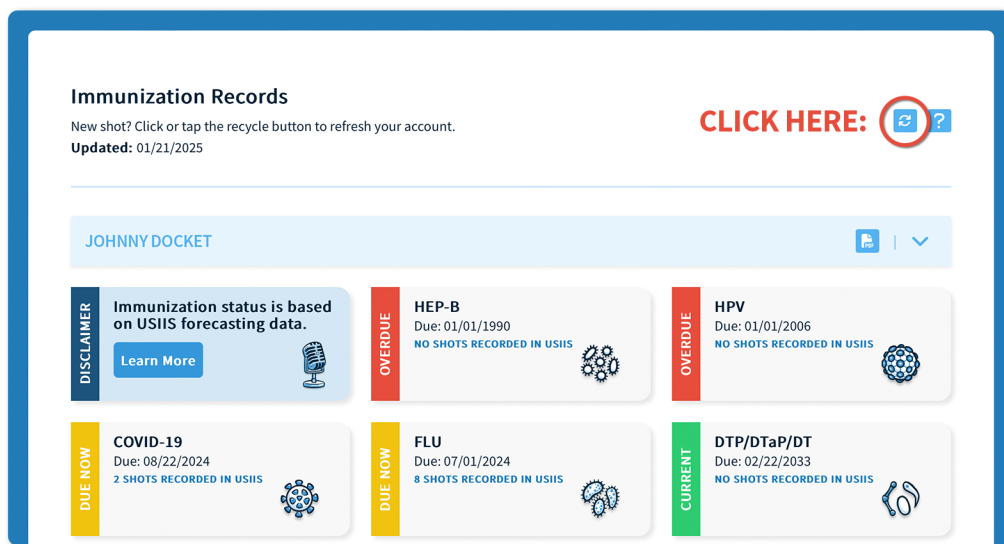 Immunization Records
New shot? Click or tap the recycle button to refresh your account.
Updated: 01/21/2025
CLICK HERE:
?
JOHNNY DOCKET
PDF
|
DISCLAIMER
Immunization status is based
on USIIS forecasting data.
Learn More
OVERDUE
HEP-B
Due: 01/01/1990
NO SHOTS RECORDED IN USIIS
OVERDUE
HPV
Due: 01/01/2006
NO SHOTS RECORDED IN USIIS
DUE NOW
COVID-19
Due: 08/22/2024
2 SHOTS RECORDED IN USIIS
DUE NOW
FLU
Due: 07/01/2024
8 SHOTS RECORDED IN USIIS
CURRENT
DTP/DTaP/DT
Due: 02/22/2033
NO SHOTS RECORDED IN USIIS